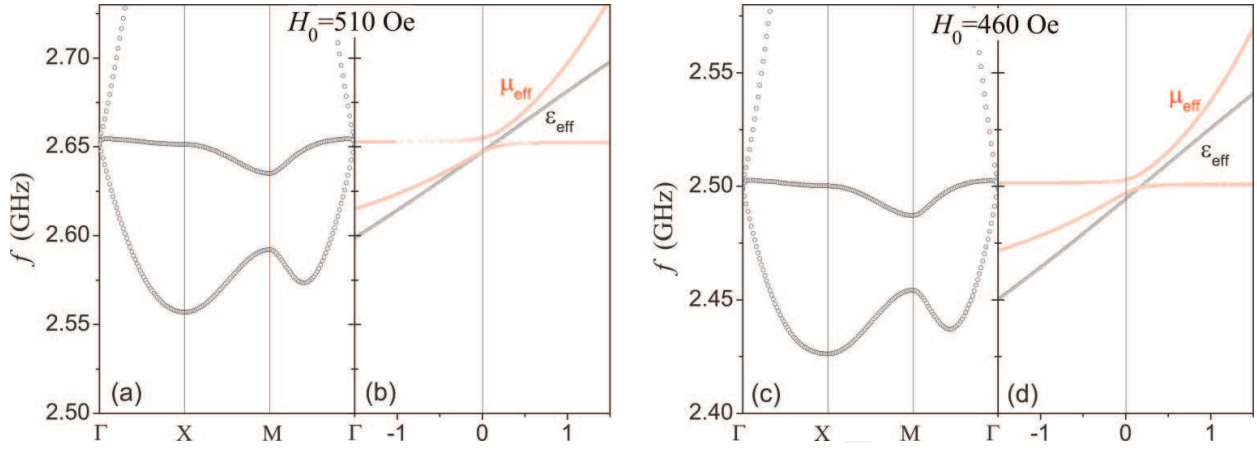 H₀=510 Oe
2.70
2.65
2.60
2.55
2.50
f (GHz)
(a)
Γ X M Γ
μeff
εeff
(b)
-1 0 1
H₀=460 Oe
2.55
2.50
2.45
2.40
f (GHz)
(c)
Γ X M Γ
μeff
εeff
(d)
-1 0 1